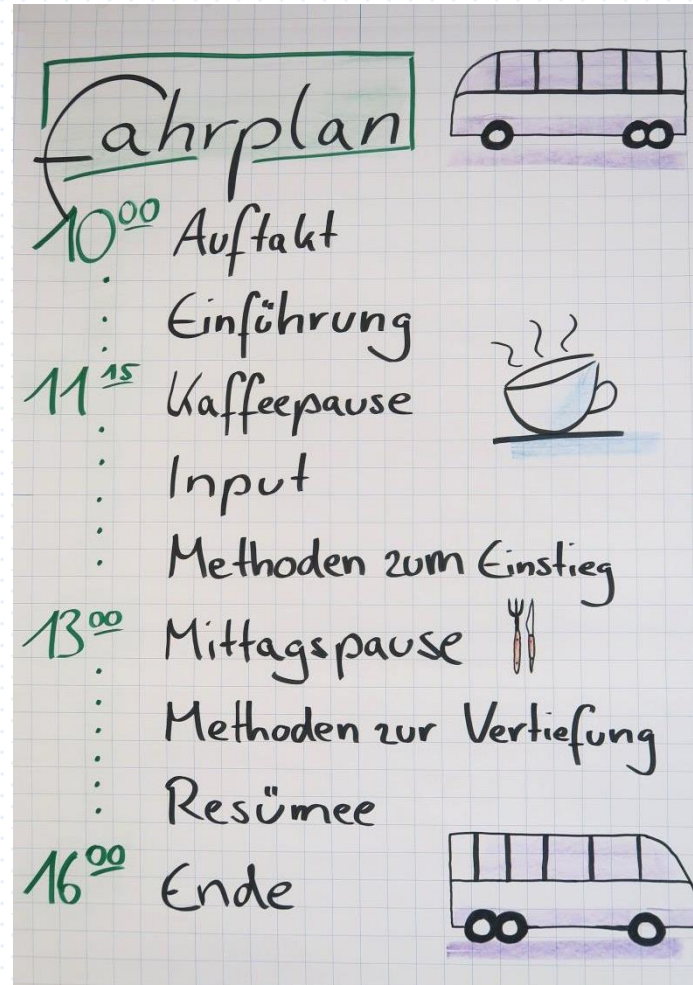 Fahrplan
10⁰⁰ Auftakt
Einführung
11¹⁵ Kaffeepause
Input
Methoden zum Einstieg
13⁰⁰ Mittagspause
Methoden zur Vertiefung
Resümee
16⁰⁰ Ende